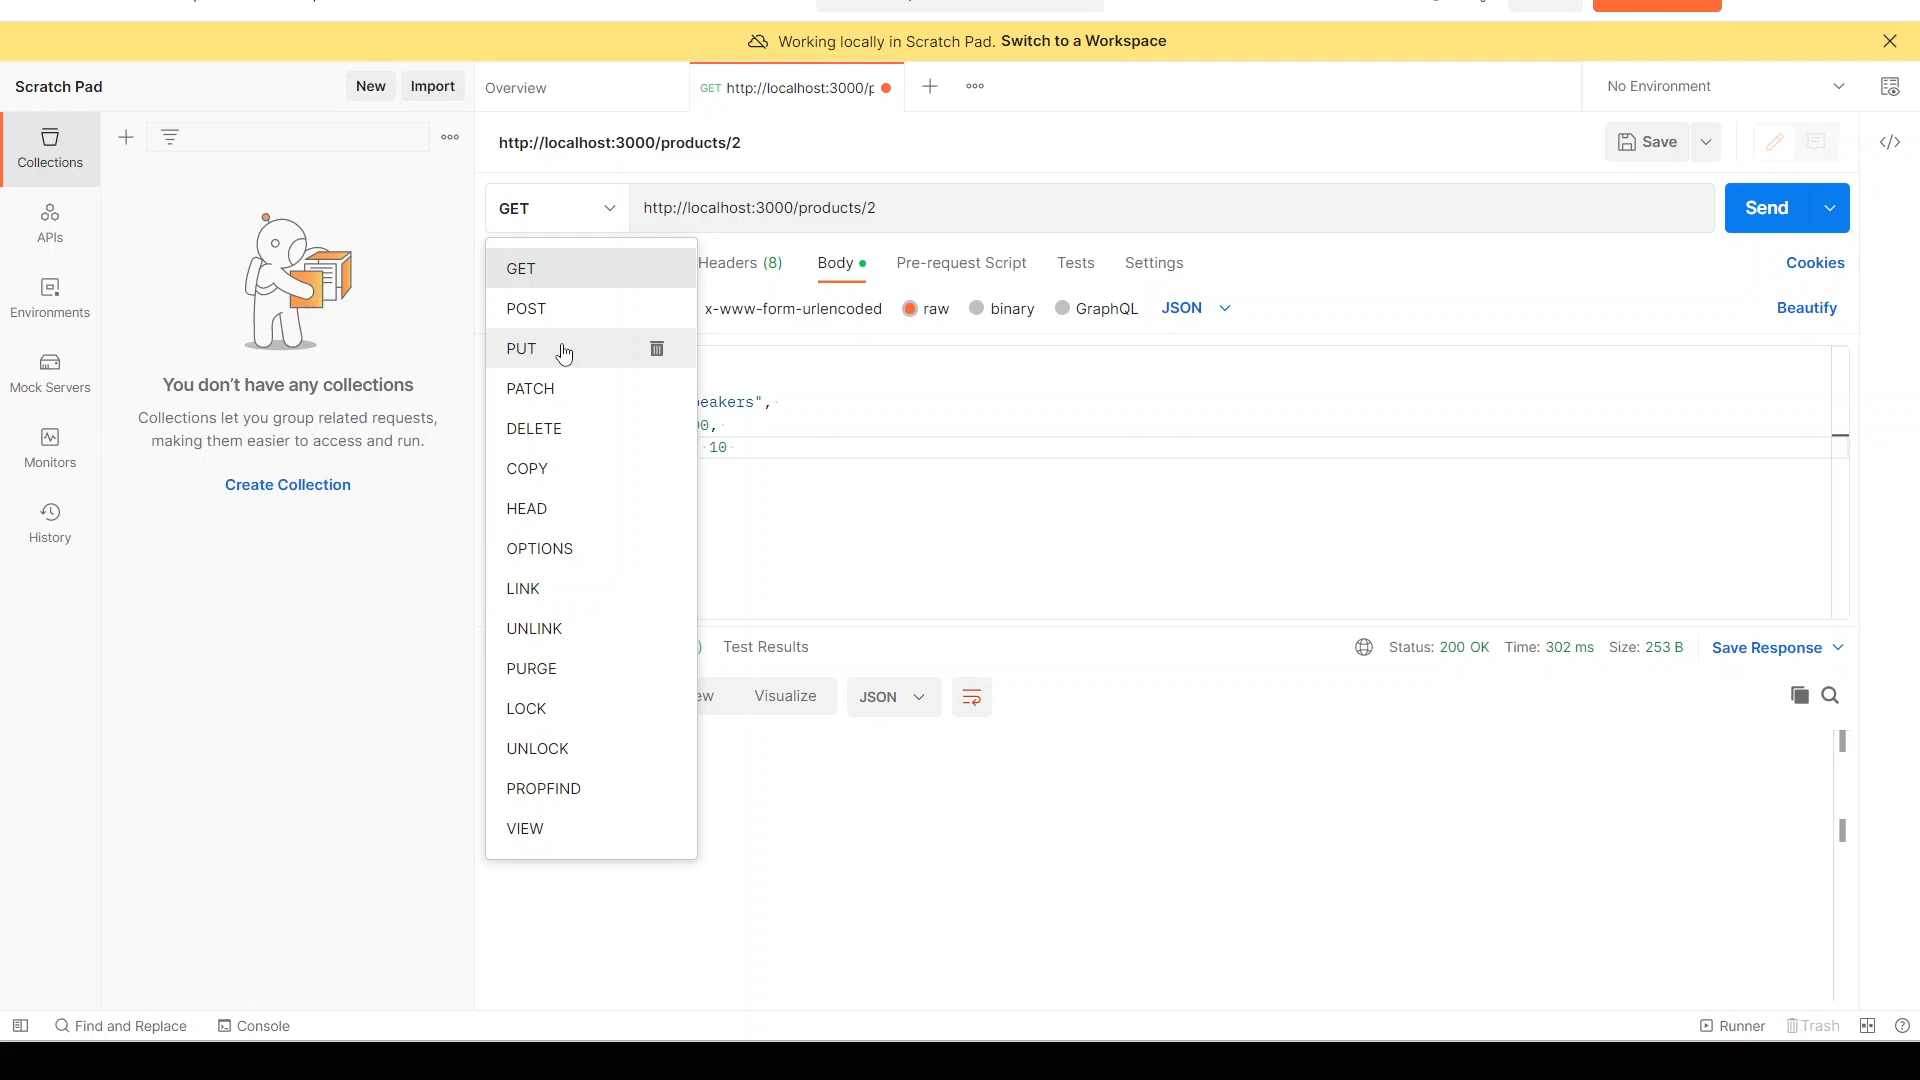 Working locally in Scratch Pad. Switch to a Workspace
Scratch Pad
New
Import
Overview
GET http://localhost:3000/p
No Environment
Collections
APIs
Environments
Mock Servers
Monitors
History
You don't have any collections
Collections let you group related requests,
making them easier to access and run.
Create Collection
http://localhost:3000/products/2
Save
GET
http://localhost:3000/products/2
Send
Headers (8)
Body
Pre-request Script
Tests
Settings
Cookies
x-www-form-urlencoded
raw
binary
GraphQL
JSON
Beautify
GET
POST
PUT
PATCH
DELETE
COPY
HEAD
OPTIONS
LINK
UNLINK
PURGE
LOCK
UNLOCK
PROPFIND
VIEW
eakers",
0,
10
Test Results
Status: 200 OK Time: 302 ms Size: 253 B
Save Response
ew
Visualize
JSON
Find and Replace
Console
Runner
Trash